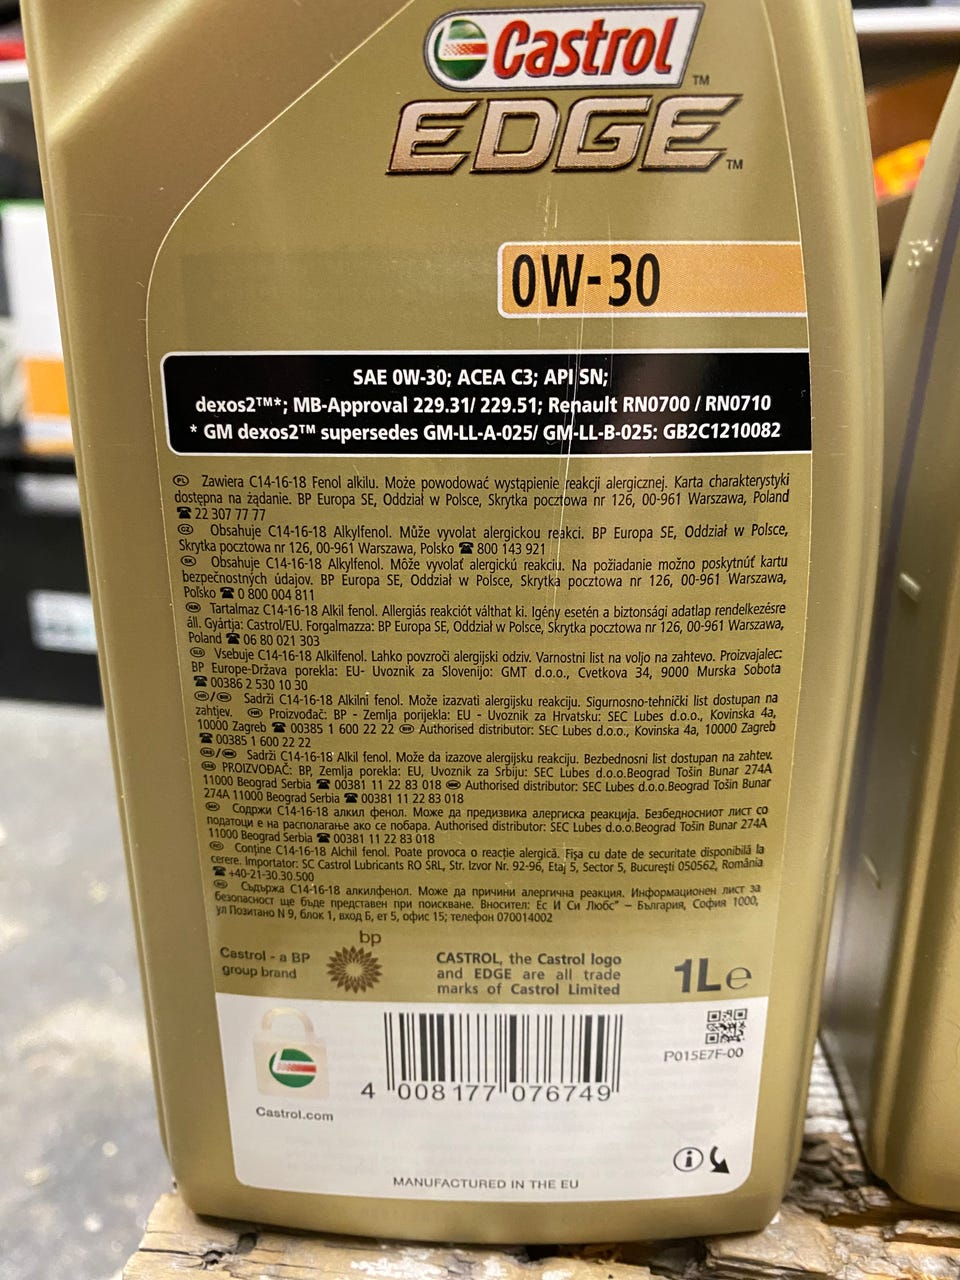 Castrol
TM
EDGE
TM
0W-30
SAE 0W-30; ACEA C3; API SN;
dexos2™*; MB-Approval 229.31/ 229.51; Renault RN0700 / RN0710
* GM dexos2™ supersedes GM-LL-A-025/ GM-LL-B-025: GB2C1210082
PL Zawiera C14-16-18 Fenol alkilu. Może powodować wystąpienie reakcji alergicznej. Karta charakterystyki
dostępna na żądanie. BP Europa SE, Oddział w Polsce, Skrytka pocztowa nr 126, 00-961 Warszawa, Poland
☎ 22 307 77 77
CZ Obsahuje C14-16-18 Alkylfenol. Může vyvolat alergickou reakci. BP Europa SE, Oddział w Polsce,
Skrytka pocztowa nr 126, 00-961 Warszawa, Polsko ☎ 800 143 921
SK Obsahuje C14-16-18 Alkylfenol. Môže vyvolať alergickú reakciu. Na požiadanie možno poskytnúť kartu
bezpečnostných údajov. BP Europa SE, Oddział w Polsce, Skrytka pocztowa nr 126, 00-961 Warszawa,
Poľsko ☎ 0 800 004 811
Tartalmaz C14-16-18 Alkil fenol. Allergiás reakciót válthat ki. Igény esetén a biztonsági adatlap rendelkezésre
áll. Gyártja: Castrol/EU. Forgalmazza: BP Europa SE, Oddział w Polsce, Skrytka pocztowa nr 126, 00-961 Warszawa,
Poland ☎ 06 80 021 303
Vsebuje C14-16-18 Alkilfenol. Lahko povzroči alergijski odziv. Varnostni list na voljo na zahtevo. Proizvajalec:
BP Europe-Država porekla: EU- Uvoznik za Slovenijo: GMT d.o.o., Cvetkova 34, 9000 Murska Sobota
☎ 00386 2 530 10 30
Sadrži C14-16-18 Alkilni fenol. Može izazvati alergijsku reakciju. Sigurnosno-tehnički list dostupan na
zahtjev. HR Proizvođač: BP - Zemlja porijekla: EU - Uvoznik za Hrvatsku: SEC Lubes d.o.o., Kovinska 4a,
10000 Zagreb ☎ 00385 1 600 22 22 Authorised distributor: SEC Lubes d.o.o., Kovinska 4a, 10000 Zagreb
☎ 00385 1 600 22 22
Sadrži C14-16-18 Alkil fenol. Može da izazove alergijsku reakciju. Bezbednosni list dostupan na zahtev.
PROIZVOĐAČ: BP, Zemlja porekla: EU, Uvoznik za Srbiju: SEC Lubes d.o.o.Beograd Tošin Bunar 274A
11000 Beograd Serbia ☎ 00381 11 22 83 018 Authorised distributor: SEC Lubes d.o.o.Beograd Tošin Bunar
274A 11000 Beograd Serbia ☎ 00381 11 22 83 018
Содржи C14-16-18 алкил фенол. Може да предизвика алергиска реакција. Безбедносниот лист со
податоци е на располагање ако се побара. Authorised distributor: SEC Lubes d.o.o.Beograd Tošin Bunar 274A
11000 Beograd Serbia ☎ 00381 11 22 83 018
Conţine C14-16-18 Alchil fenol. Poate provoca o reacţie alergică. Fişa cu date de securitate disponibilă la
cerere. Importator: SC Castrol Lubricants RO SRL, Str. Izvor Nr. 92-96, Etaj 5, Sector 5, Bucureşti 050562, România
☎ +40-21-30.30.500
Съдържа C14-16-18 алкилфенол. Може да причини алергична реакция. Информационен лист за
безопасност ще бъде представен при поискване. Вносител: Ес И Си Любс" – България, София 1000,
ул Позитано N 9, блок 1, вход Б, ет 5, офис 15; телефон 070014002
bp
Castrol - a BP
group brand
CASTROL, the Castrol logo
and EDGE are all trade
marks of Castrol Limited
1L e
P015E7F-00
4 008177 076749
Castrol.com
i
MANUFACTURED IN THE EU